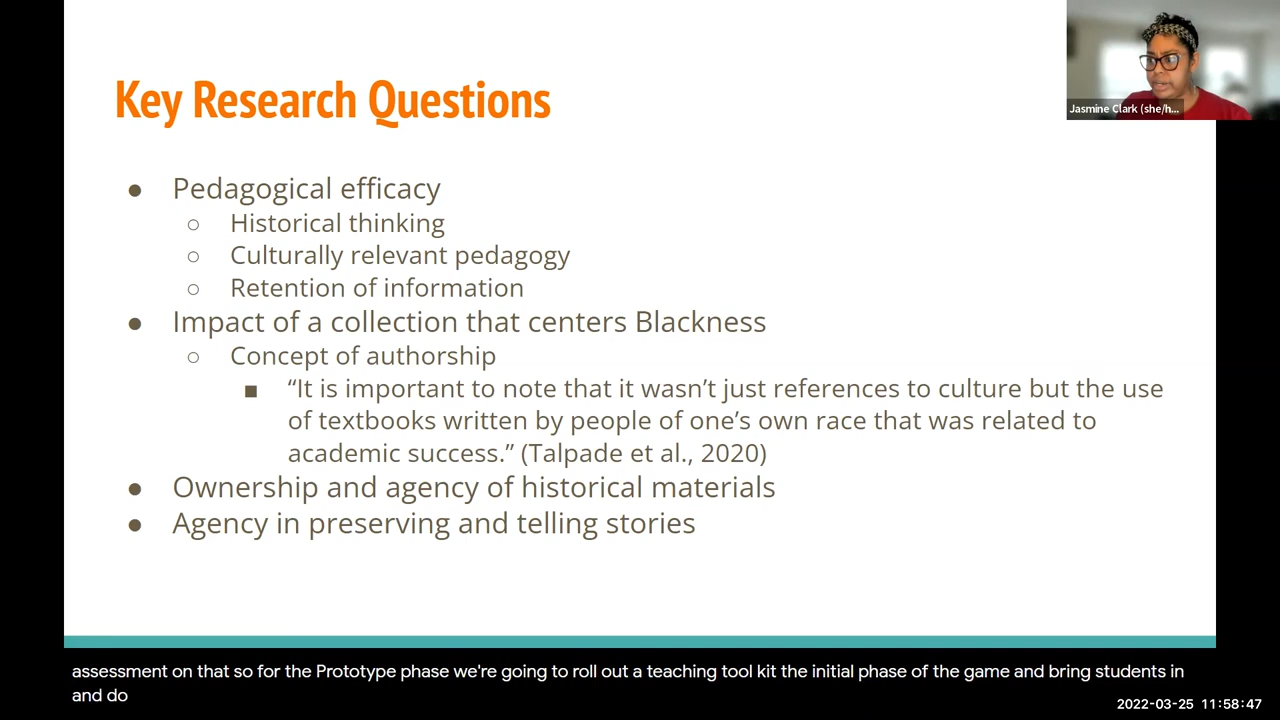 Key Research Questions
Jasmine Clark (she/h...
● Pedagogical efficacy
○ Historical thinking
○ Culturally relevant pedagogy
○ Retention of information
● Impact of a collection that centers Blackness
○ Concept of authorship
■ “It is important to note that it wasn’t just references to culture but the use
of textbooks written by people of one’s own race that was related to
academic success.” (Talpade et al., 2020)
● Ownership and agency of historical materials
● Agency in preserving and telling stories
assessment on that so for the Prototype phase we're going to roll out a teaching tool kit the initial phase of the game and bring students in
and do
2022-03-25 11:58:47